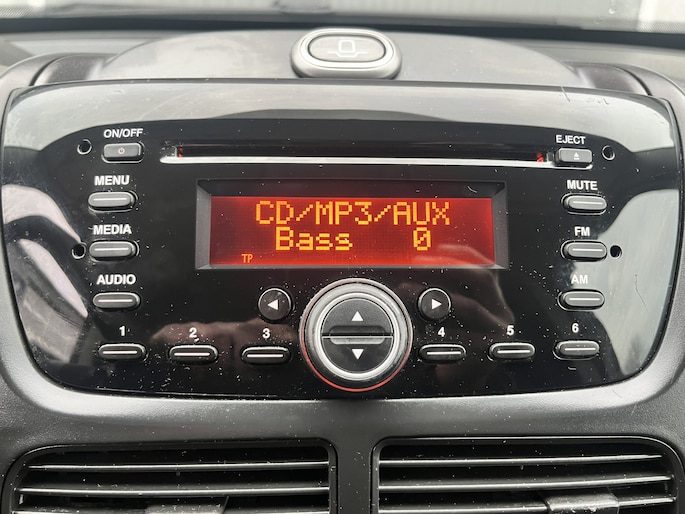 ON/OFF
EJECT
MENU
MUTE
CD/MP3/AUX
Bass 0
TP
MEDIA
FM
AUDIO
AM
1
2
3
4
5
6